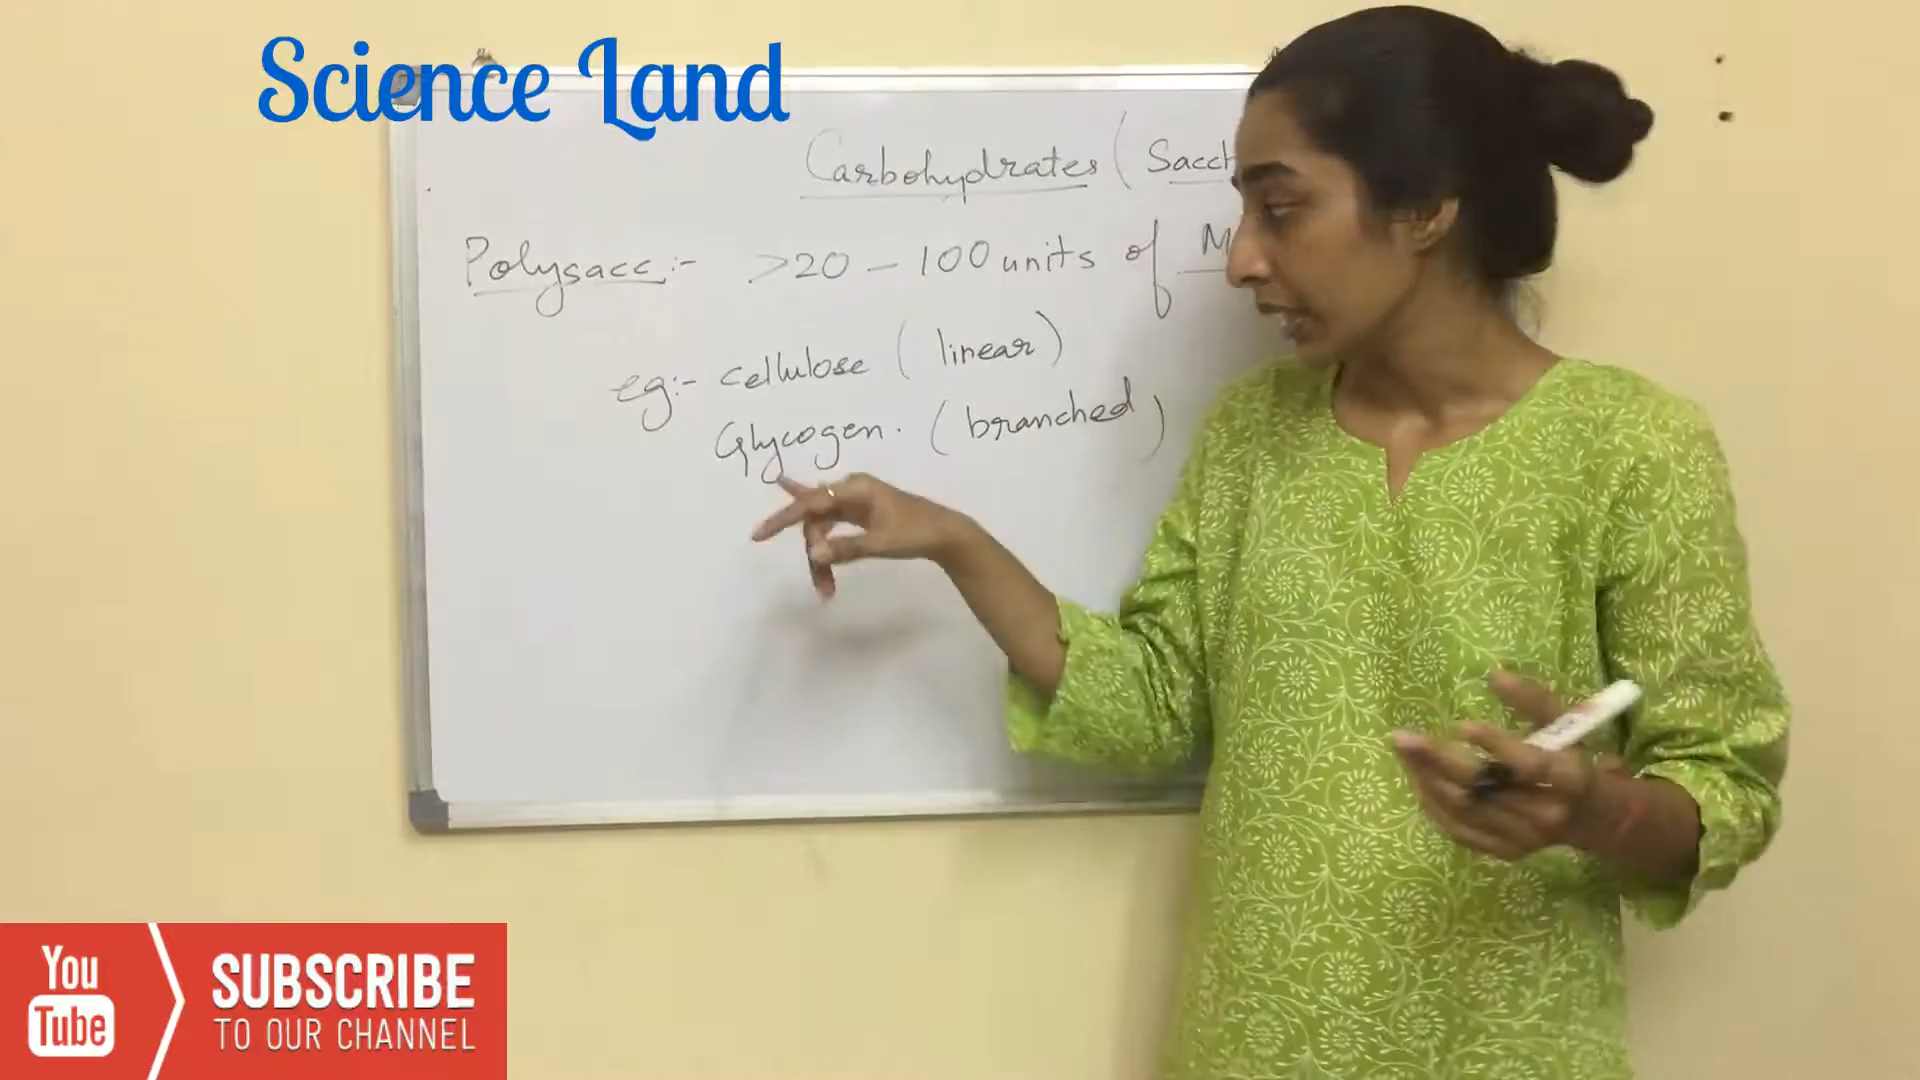 Science Land
Carbohydrates ( Sacch
Polysacc:- >20 - 100 units of M
eg:- cellulose ( linear )
Glycogen. ( branched )
You
Tube
SUBSCRIBE
TO OUR CHANNEL